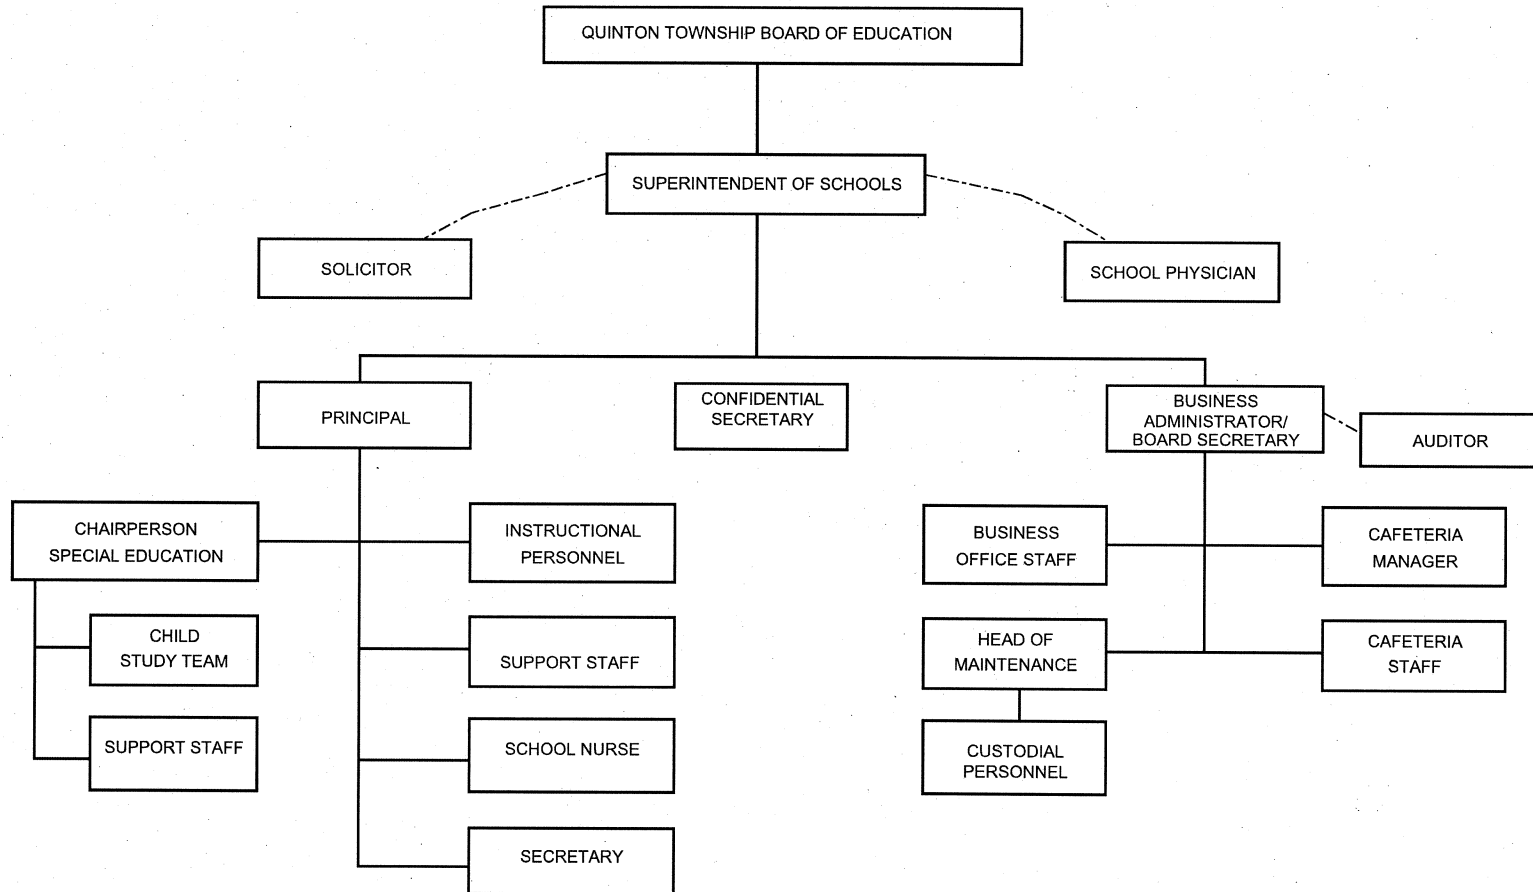 QUINTON TOWNSHIP BOARD OF EDUCATION
SUPERINTENDENT OF SCHOOLS
SOLICITOR
SCHOOL PHYSICIAN
PRINCIPAL
CONFIDENTIAL
SECRETARY
BUSINESS
ADMINISTRATOR/
BOARD SECRETARY
AUDITOR
CHAIRPERSON
SPECIAL EDUCATION
INSTRUCTIONAL
PERSONNEL
BUSINESS
OFFICE STAFF
CAFETERIA
MANAGER
CHILD
STUDY TEAM
SUPPORT STAFF
HEAD OF
MAINTENANCE
CAFETERIA
STAFF
SUPPORT STAFF
SCHOOL NURSE
CUSTODIAL
PERSONNEL
SECRETARY